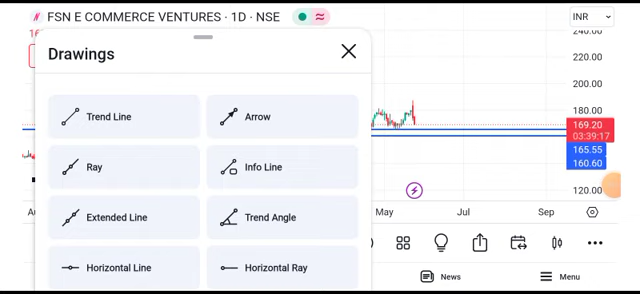 FSN E COMMERCE VENTURES · 1D · NSE
INR
Drawings
Trend Line
Arrow
Ray
Info Line
Extended Line
Trend Angle
Horizontal Line
Horizontal Ray
240.00
220.00
200.00
180.00
169.20
03:39:17
165.55
160.60
120.00
May
Jul
Sep
News
Menu